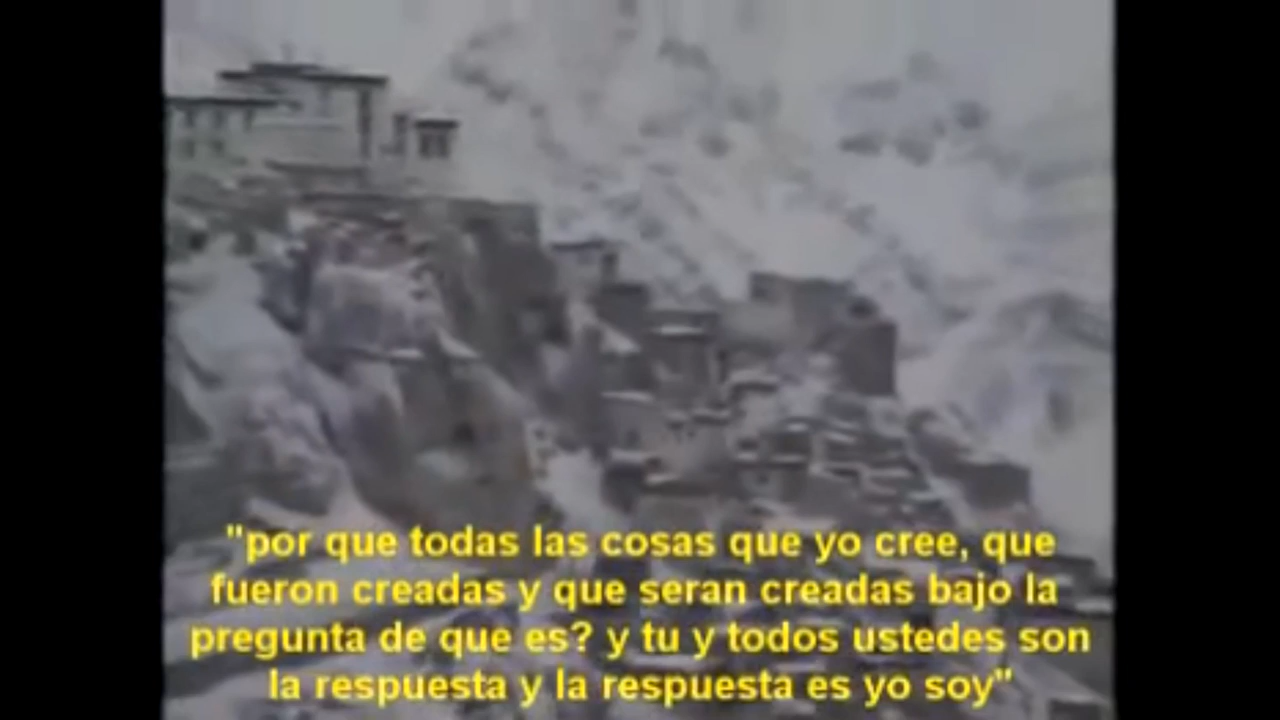 "por que todas las cosas que yo cree, que
fueron creadas y que seran creadas bajo la
pregunta de que es? y tu y todos ustedes son
la respuesta y la respuesta es yo soy"